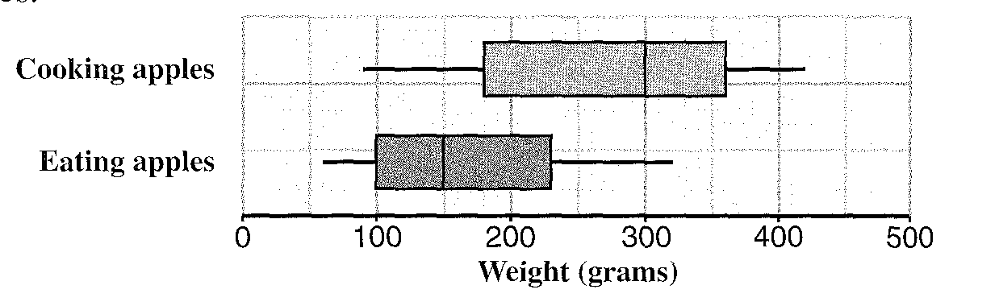 Cooking apples
Eating apples
0 100 200 300 400 500
Weight (grams)